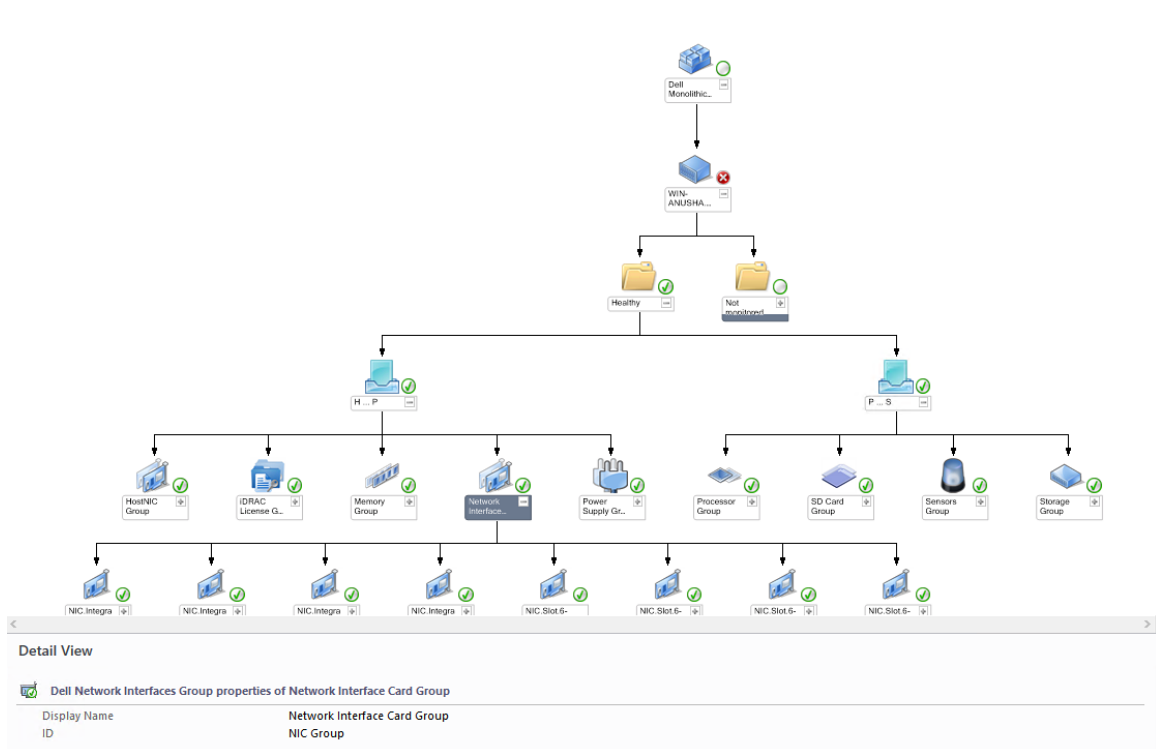 Dell
Monolithic...
WIN-
ANUSHA...
Healthy
Not
monitored
H ... P
P ... S
HostNIC
Group
iDRAC
License G...
Memory
Group
Network
Interface...
Power
Supply Gr...
Processor
Group
SD Card
Group
Sensors
Group
Storage
Group
NIC.Integra
NIC.Integra
NIC.Integra
NIC.Integra
NIC.Slot.6-
NIC.Slot.6-
NIC.Slot.6-
NIC.Slot.6-
Detail View
Dell Network Interfaces Group properties of Network Interface Card Group
Display Name Network Interface Card Group
ID NIC Group